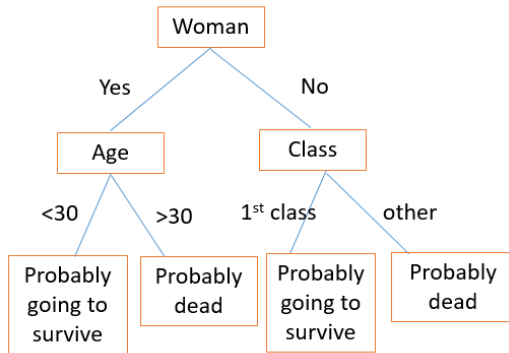 Woman
Yes
No
Age
Class
<30
>30
1st class
other
Probably
going to
survive
Probably
dead
Probably
going to
survive
Probably
dead